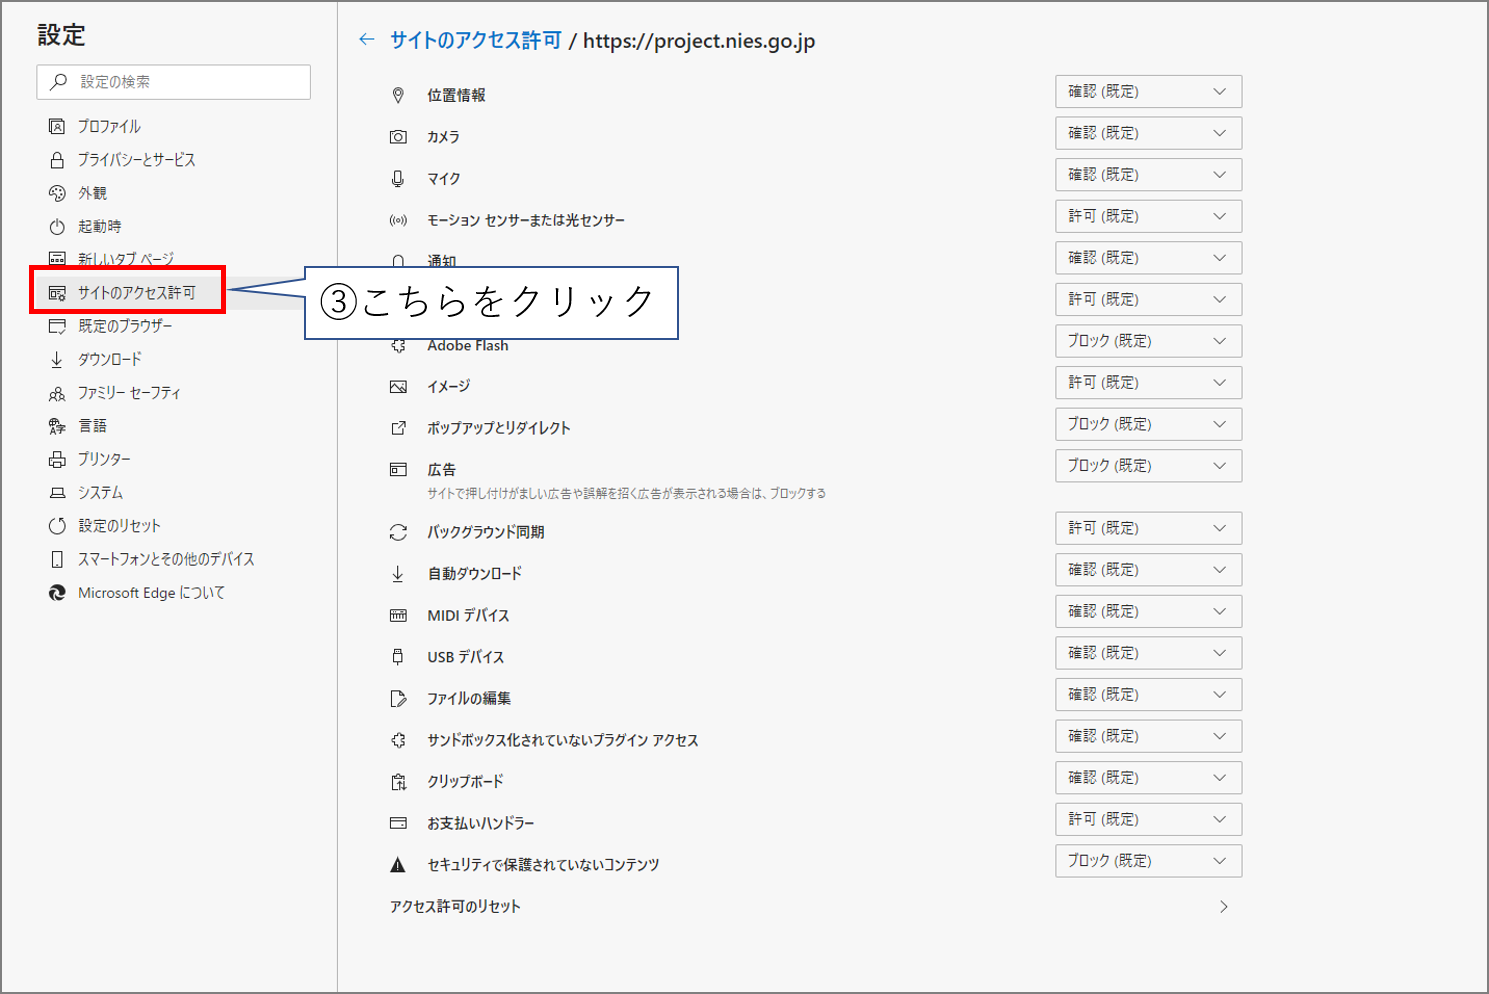 設定
設定の検索
プロファイル
プライバシーとサービス
外観
起動時
新しいタブ ページ
サイトのアクセス許可
既定のブラウザー
ダウンロード
ファミリー セーフティ
言語
プリンター
システム
設定のリセット
スマートフォンとその他のデバイス
Microsoft Edge について
← サイトのアクセス許可 / https://project.nies.go.jp
位置情報 確認 (既定)
カメラ 確認 (既定)
マイク 確認 (既定)
モーション センサーまたは光センサー 許可 (既定)
通知 確認 (既定)
③こちらをクリック
許可 (既定)
Adobe Flash ブロック (既定)
イメージ 許可 (既定)
ポップアップとリダイレクト ブロック (既定)
広告 ブロック (既定)
サイトで押し付けがましい広告や誤解を招く広告が表示される場合は、ブロックする
バックグラウンド同期 許可 (既定)
自動ダウンロード 確認 (既定)
MIDI デバイス 確認 (既定)
USB デバイス 確認 (既定)
ファイルの編集 確認 (既定)
サンドボックス化されていないプラグイン アクセス 確認 (既定)
クリップボード 確認 (既定)
お支払いハンドラー 許可 (既定)
セキュリティで保護されていないコンテンツ ブロック (既定)
アクセス許可のリセット